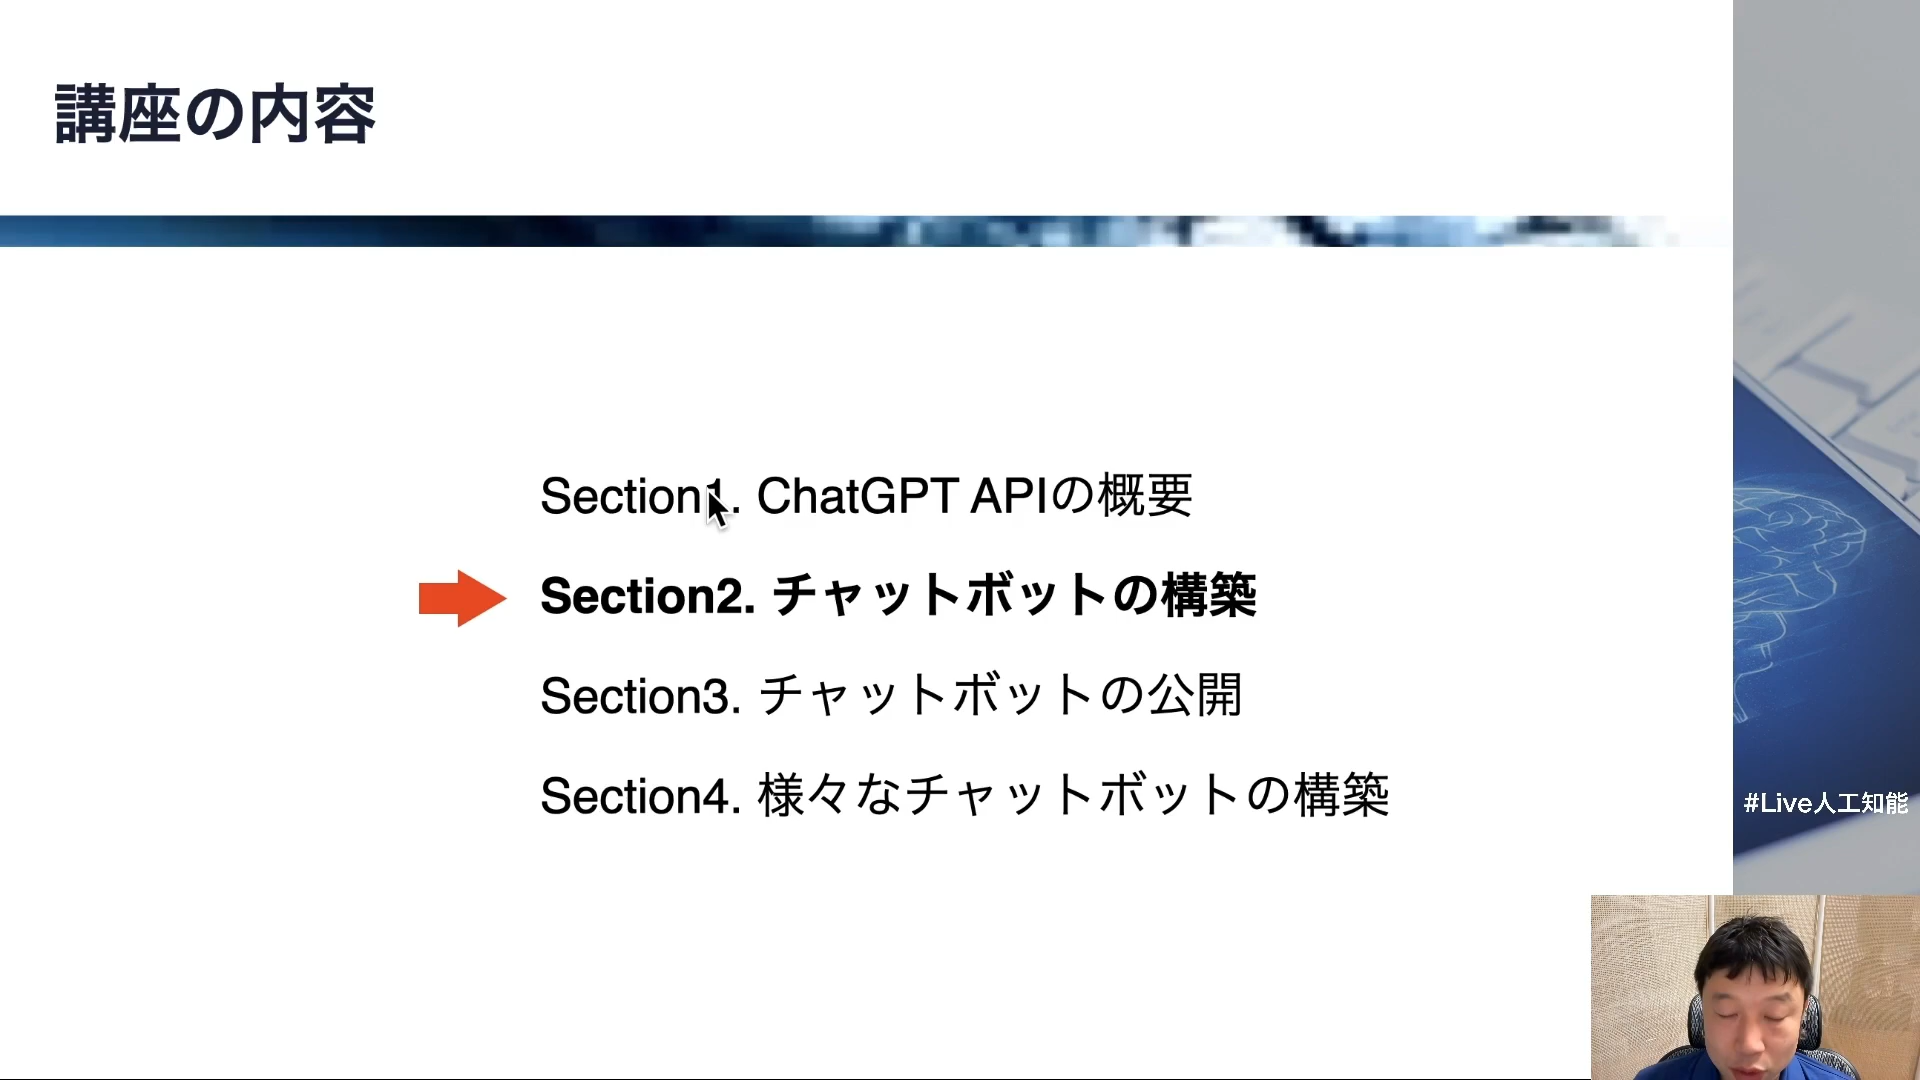 講座の内容
Section1. ChatGPT APIの概要
Section2. チャットボットの構築
Section3. チャットボットの公開
Section4. 様々なチャットボットの構築
#Live人工知能